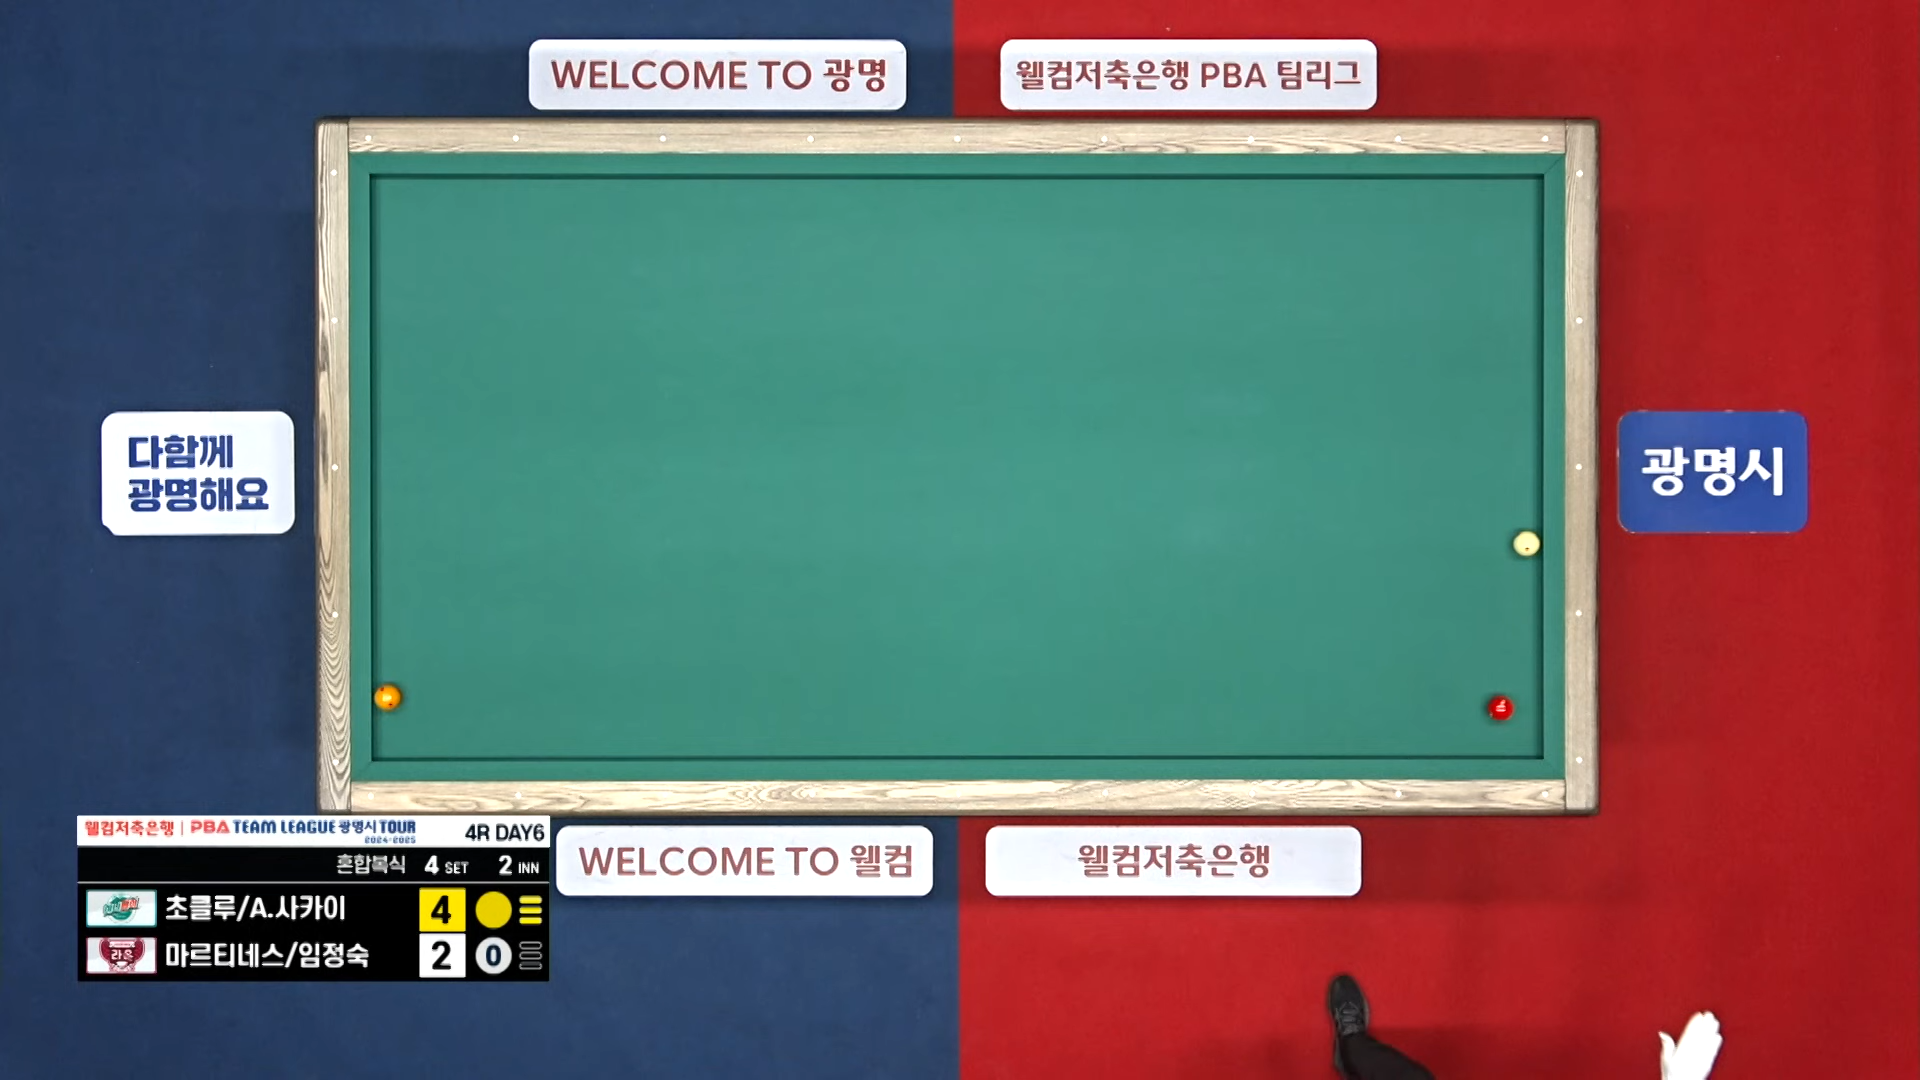 WELCOME TO 광명
웰컴저축은행 PBA 팀리그
다함께
광명해요
광명시
웰컴저축은행 | PBA TEAM LEAGUE 광명시 TOUR
2024-2025
4R DAY6
혼합복식 4 SET 2 INN
초클루/A.사카이 4
마르티네스/임정숙 2 0
WELCOME TO 웰컴
웰컴저축은행